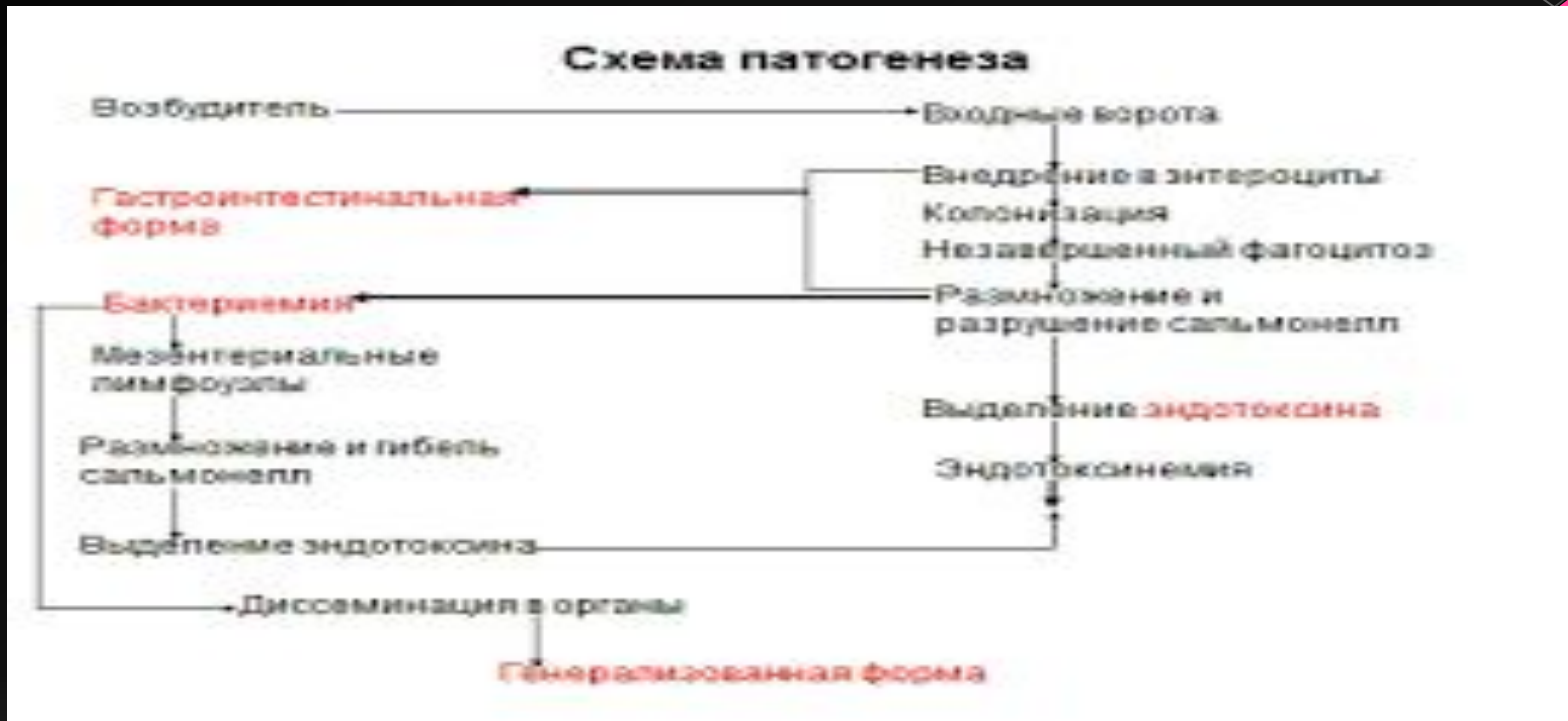 Схема патогенеза
Возбудитель
Входные ворота
Внедрение в энтероциты
Гастроинтестинальная
форма
Колонизация
Незавершенный фагоцитоз
Бактериемия
Размножение и
разрушение сальмонелл
Мезентериальные
лимфоузлы
Выделение эндотоксина
Размножение и гибель
сальмонелл
Эндотоксинемия
Выделение эндотоксина
Диссеминация в органы
Генерализованная форма